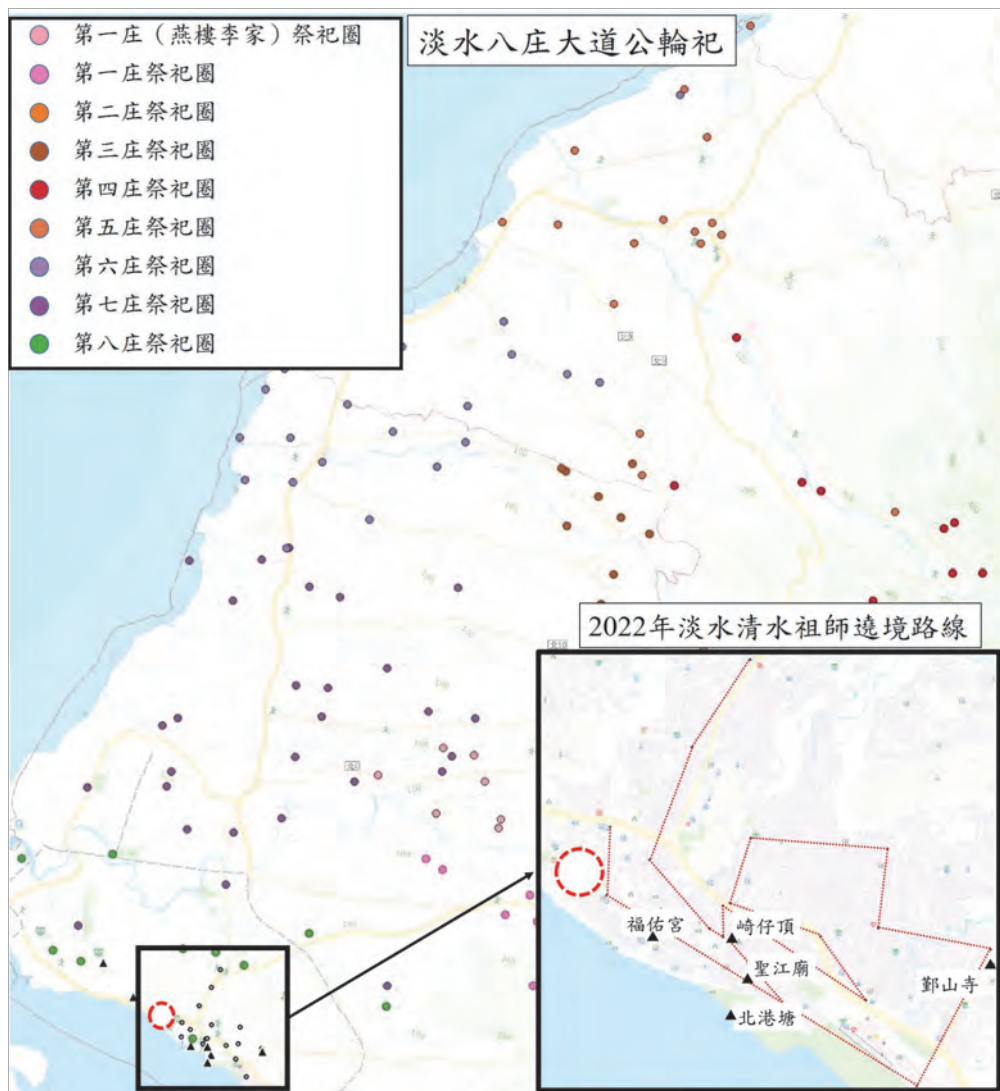 第一庄（燕樓李家）祭祀圈
第一庄祭祀圈
第二庄祭祀圈
第三庄祭祀圈
第四庄祭祀圈
第五庄祭祀圈
第六庄祭祀圈
第七庄祭祀圈
第八庄祭祀圈
淡水八庄大道公輪祀
2022年淡水清水祖師遶境路線
福佑宮
崎仔頂
聖江廟
鄞山寺
北港塘